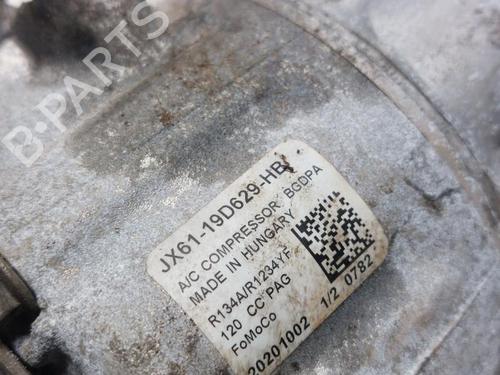 B-PARTS
JX61-19D629-HB
A/C COMPRESSOR BGDPA
MADE IN HUNGARY
R134A/R1234YF
120 CC PAG
FoMoCo
20201002 1/2 0782